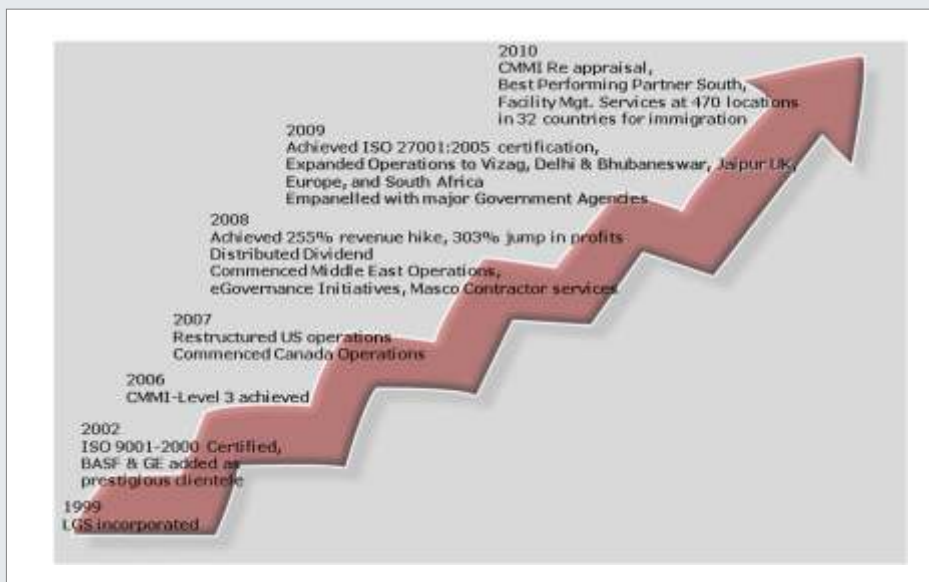 2010
CMMI Re appraisal,
Best Performing Partner South,
Facility Mgt. Services at 470 locations
in 32 countries for immigration
2009
Achieved ISO 27001:2005 certification,
Expanded Operations to Vizag, Delhi & Bhubaneswar, Jaipur UK,
Europe, and South Africa
Empanelled with major Government Agencies
2008
Achieved 255% revenue hike, 303% jump in profits
Distributed Dividend
Commenced Middle East Operations,
eGovernance Initiatives, Masco Contractor services
2007
Restructured US operations
Commenced Canada Operations
2006
CMMI-Level 3 achieved
2002
ISO 9001-2000 Certified,
BASF & GE added as
prestigious clientele
1999
LGS incorporated